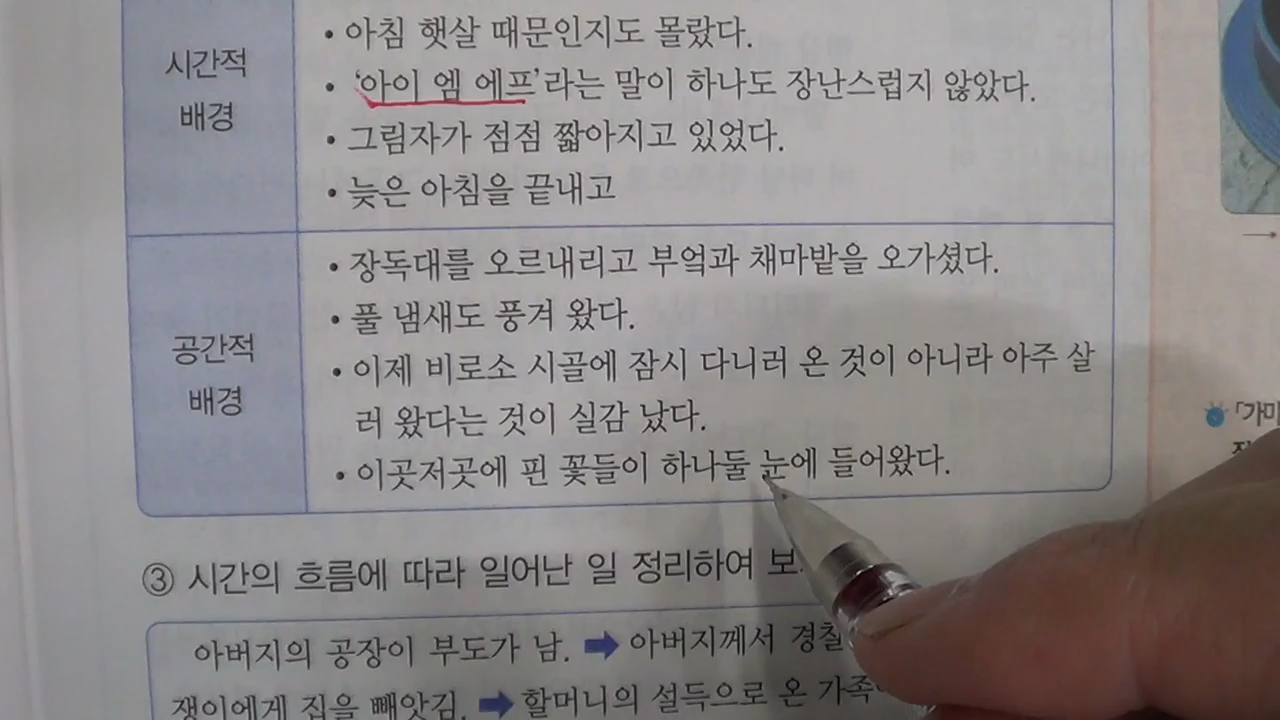 시간적
배경
• 아침 햇살 때문인지도 몰랐다.
• '아이 엠 에프'라는 말이 하나도 장난스럽지 않았다.
• 그림자가 점점 짧아지고 있었다.
• 늦은 아침을 끝내고
공간적
배경
• 장독대를 오르내리고 부엌과 채마밭을 오가셨다.
• 풀 냄새도 풍겨 왔다.
• 이제 비로소 시골에 잠시 다니러 온 것이 아니라 아주 살
러 왔다는 것이 실감 났다.
• 이곳저곳에 핀 꽃들이 하나둘 눈에 들어왔다.
③ 시간의 흐름에 따라 일어난 일 정리하여
아버지의 공장이 부도가 남. ➡ 아버지께서
쟁이에게 집을 빼앗김. ➡ 할머니의 설득으로 온
「가마